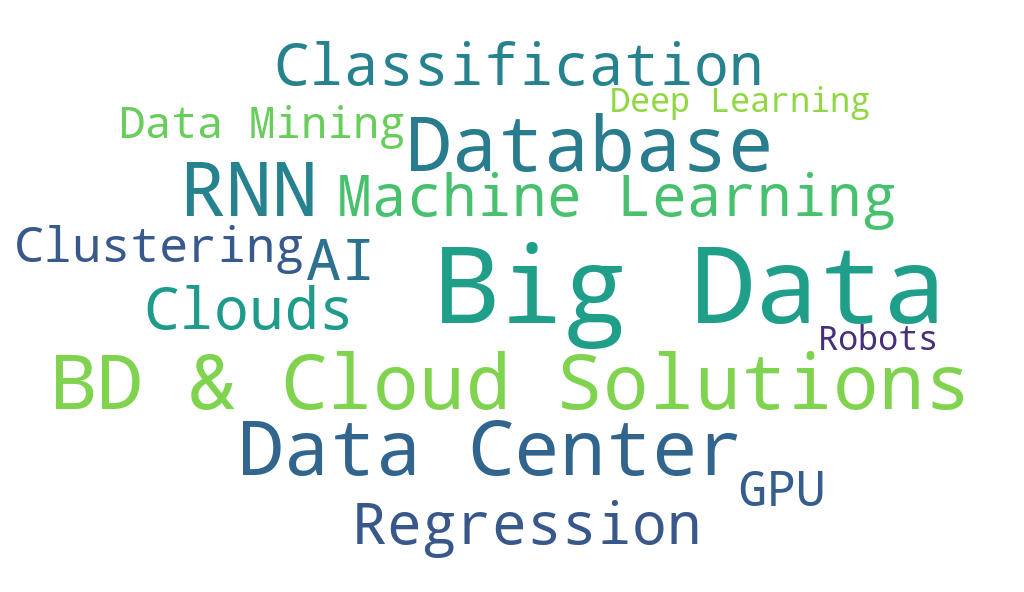 Classification
Deep Learning
Data Mining
Database
RNN
Machine Learning
Clustering
AI
Big Data
Clouds
Robots
BD & Cloud Solutions
Data Center
GPU
Regression